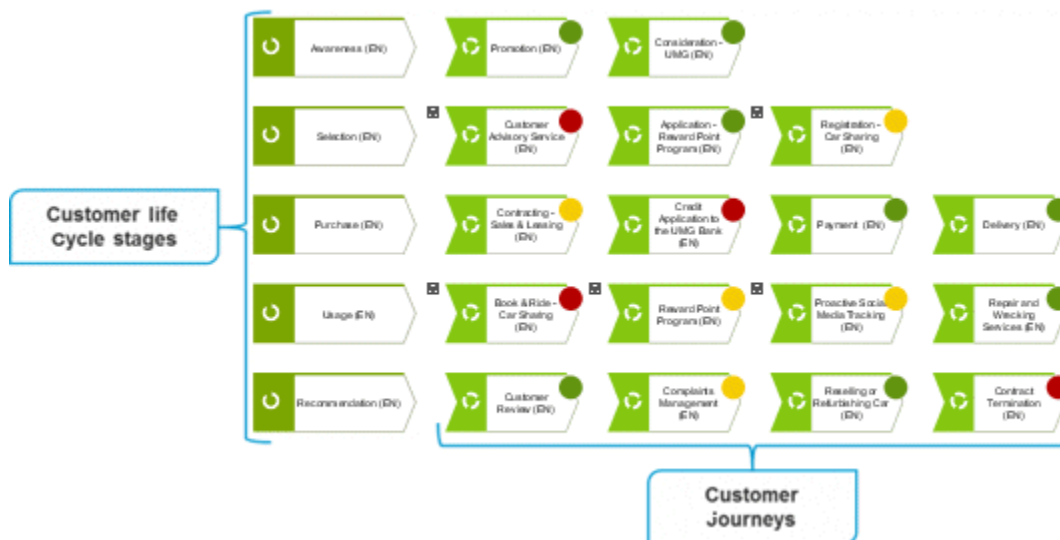 Awareness (EN)
Promotion (EN)
Consideration -
UMG (EN)
Selection (EN)
Customer
Advisory Service
(EN)
Application -
Reward Point
Program (EN)
Registration -
Car Sharing
(EN)
Customer life
Cycle stages
Purchase (EN)
Contracting -
Sales & Leasing
(EN)
Credit
Application to
the UMG Bank
(EN)
Payment (EN)
Delivery (EN)
Usage (EN)
Book & Ride -
Car Sharing
(EN)
Reward Point
Program (EN)
Proactive Social
Media Tracking
(EN)
Repair and
Wrecking
Services (EN)
Recommendation (EN)
Customer
Review (EN)
Complaints
Management
(EN)
Reselling or
Refurbishing Car
(EN)
Contract
Termination
(EN)
Customer
Journeys